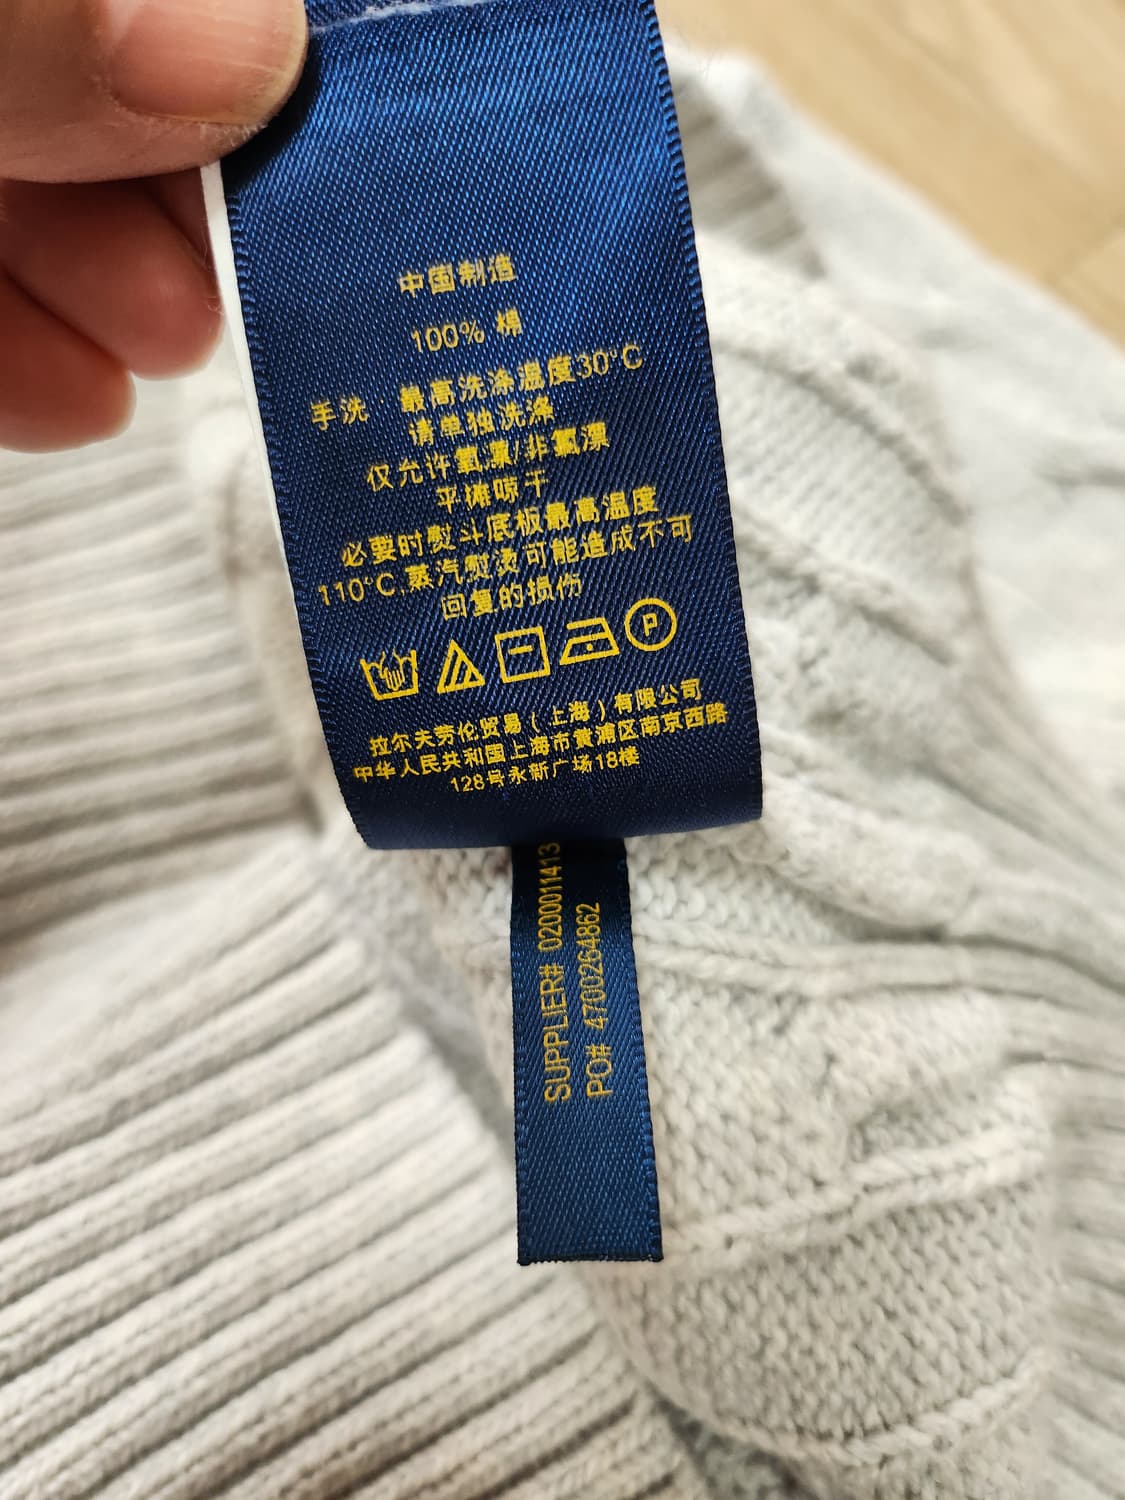 中国制造
100% 棉
手洗 最高洗涤温度30°C
请单独洗涤
仅允许氧漂/非氯漂
平摊晾干
必要时熨斗底板最高温度
110°C,蒸汽熨烫可能造成不可
回复的损伤
P
拉尔夫劳伦贸易(上海)有限公司
中华人民共和国上海市黄浦区南京西路
128号永新广场18楼
SUPPLIER# 0200011413
PO# 4700264862